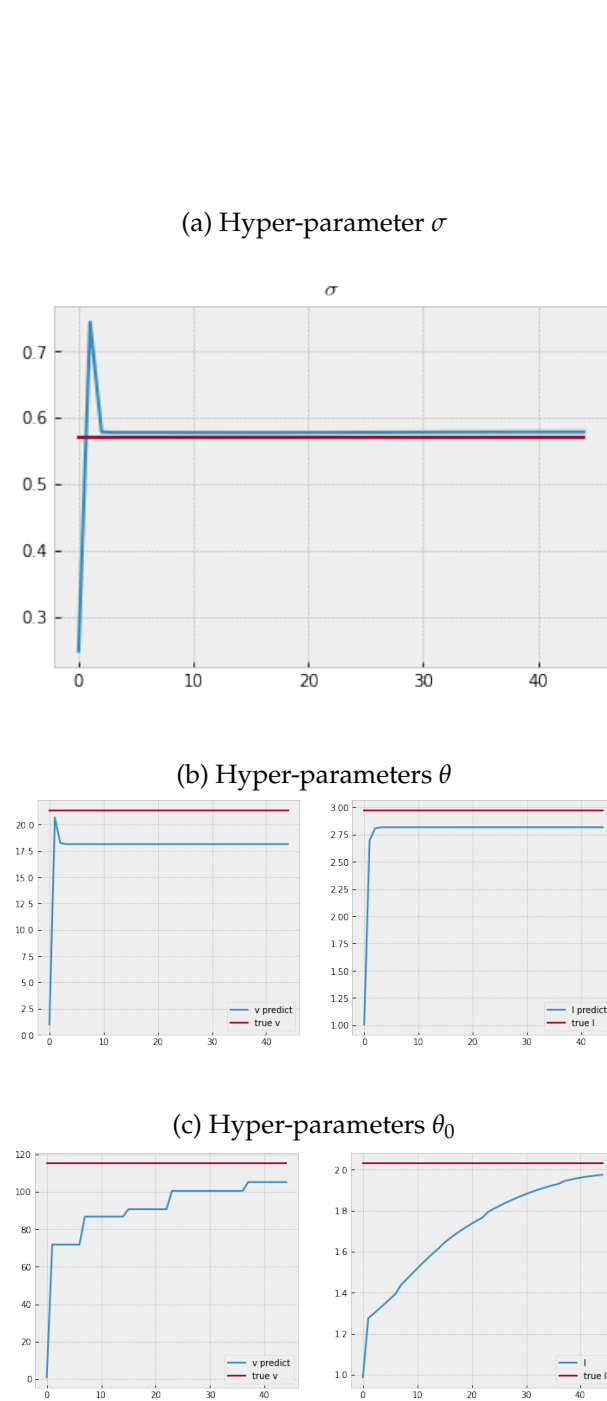 (a) Hyper-parameter σ
σ
0.7
0.6
0.5
0.4
0.3
0 10 20 30 40
(b) Hyper-parameters θ
20.0
17.5
15.0
12.5
10.0
7.5
5.0
2.5
0.0
0 20 30 40
v predict
true v
3.00
2.75
2.50
2.25
2.00
1.75
1.50
1.25
1.00
0 10 20 30 40
l predict
true l
(c) Hyper-parameters θ0
120
100
80
60
40
20
0
0 10 20 30 40
v predict
true v
2.0
1.8
1.6
1.4
1.2
1.0
0 10 20 30 40
l
true l